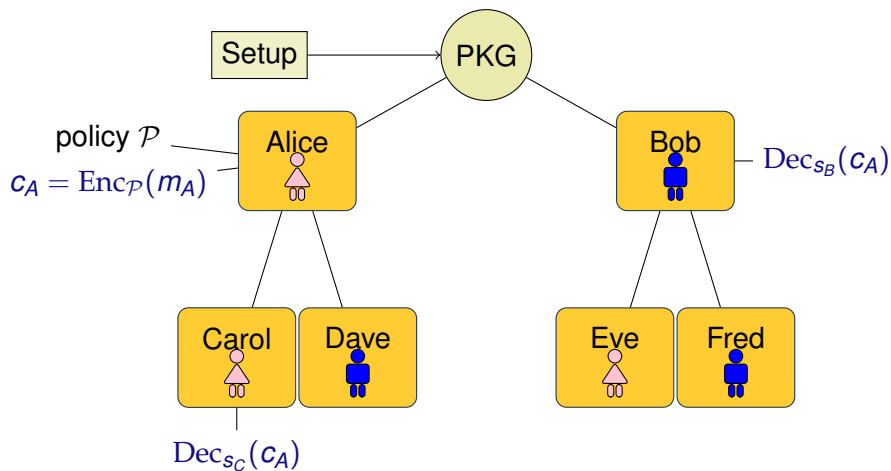 Setup
PKG
policy 𝒫
Alice
Bob
c_A = Enc_𝒫(m_A)
Dec_{s_B}(c_A)
Carol
Dave
Eve
Fred
Dec_{s_C}(c_A)